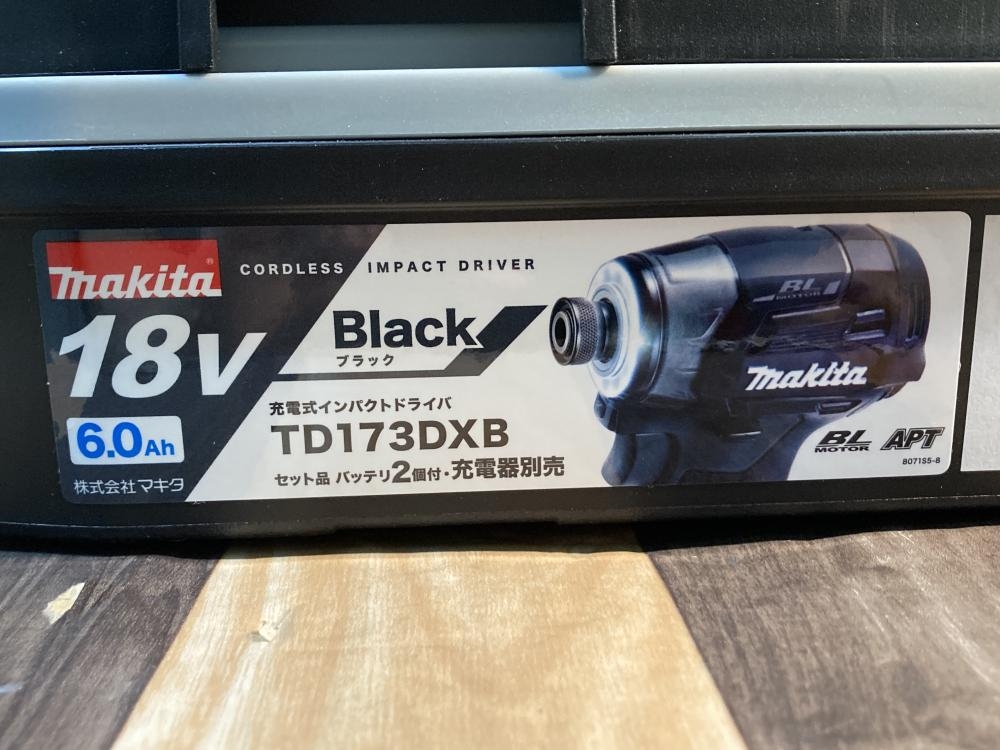 makita
CORDLESS IMPACT DRIVER
18V
Black
ブラック
6.0Ah
充電式インパクトドライバ
TD173DXB
セット品 バッテリ2個付・充電器別売
株式会社マキタ
BL
MOTOR
makita
BL
MOTOR
APT
8071S5-8